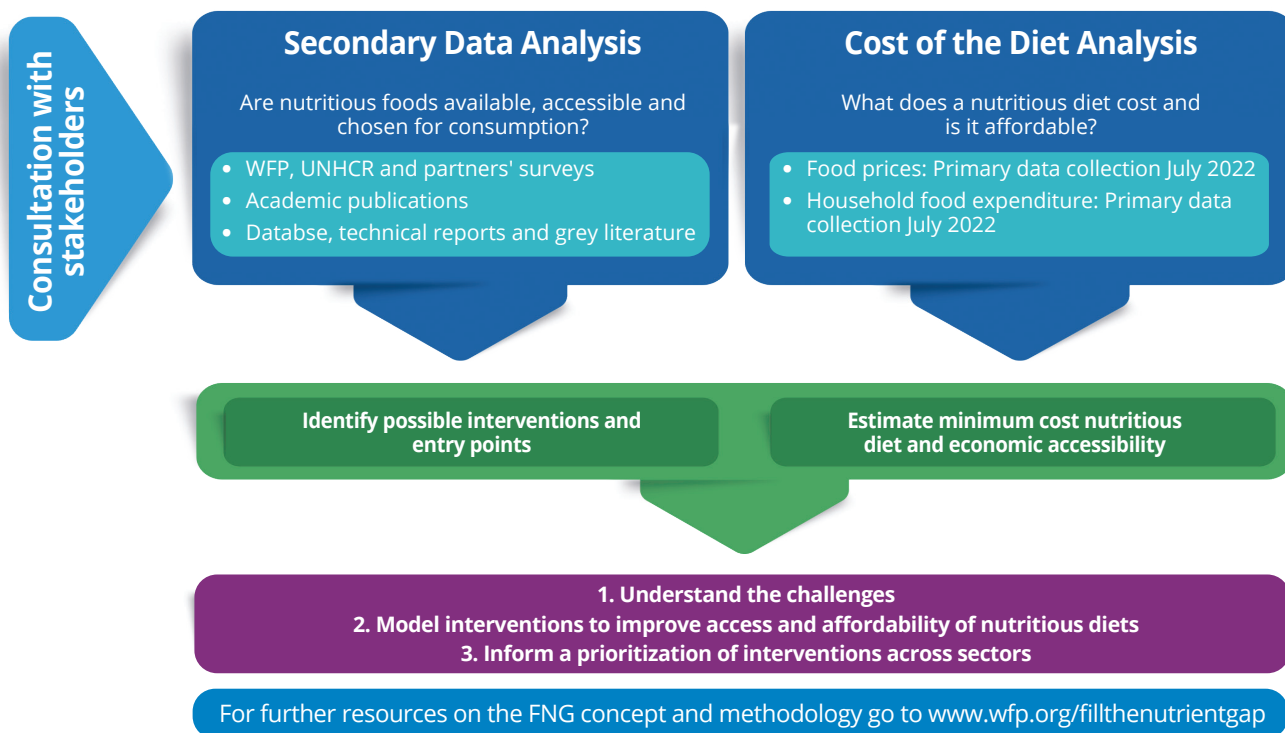 Consultation with
stakeholders
Secondary Data Analysis
Are nutritious foods available, accessible and
chosen for consumption?
• WFP, UNHCR and partners' surveys
• Academic publications
• Databse, technical reports and grey literature
Cost of the Diet Analysis
What does a nutritious diet cost and
is it affordable?
• Food prices: Primary data collection July 2022
• Household food expenditure: Primary data
collection July 2022
Identify possible interventions and
entry points
Estimate minimum cost nutritious
diet and economic accessibility
1. Understand the challenges
2. Model interventions to improve access and affordability of nutritious diets
3. Inform a prioritization of interventions across sectors
For further resources on the FNG concept and methodology go to www.wfp.org/fillthenutrientgap